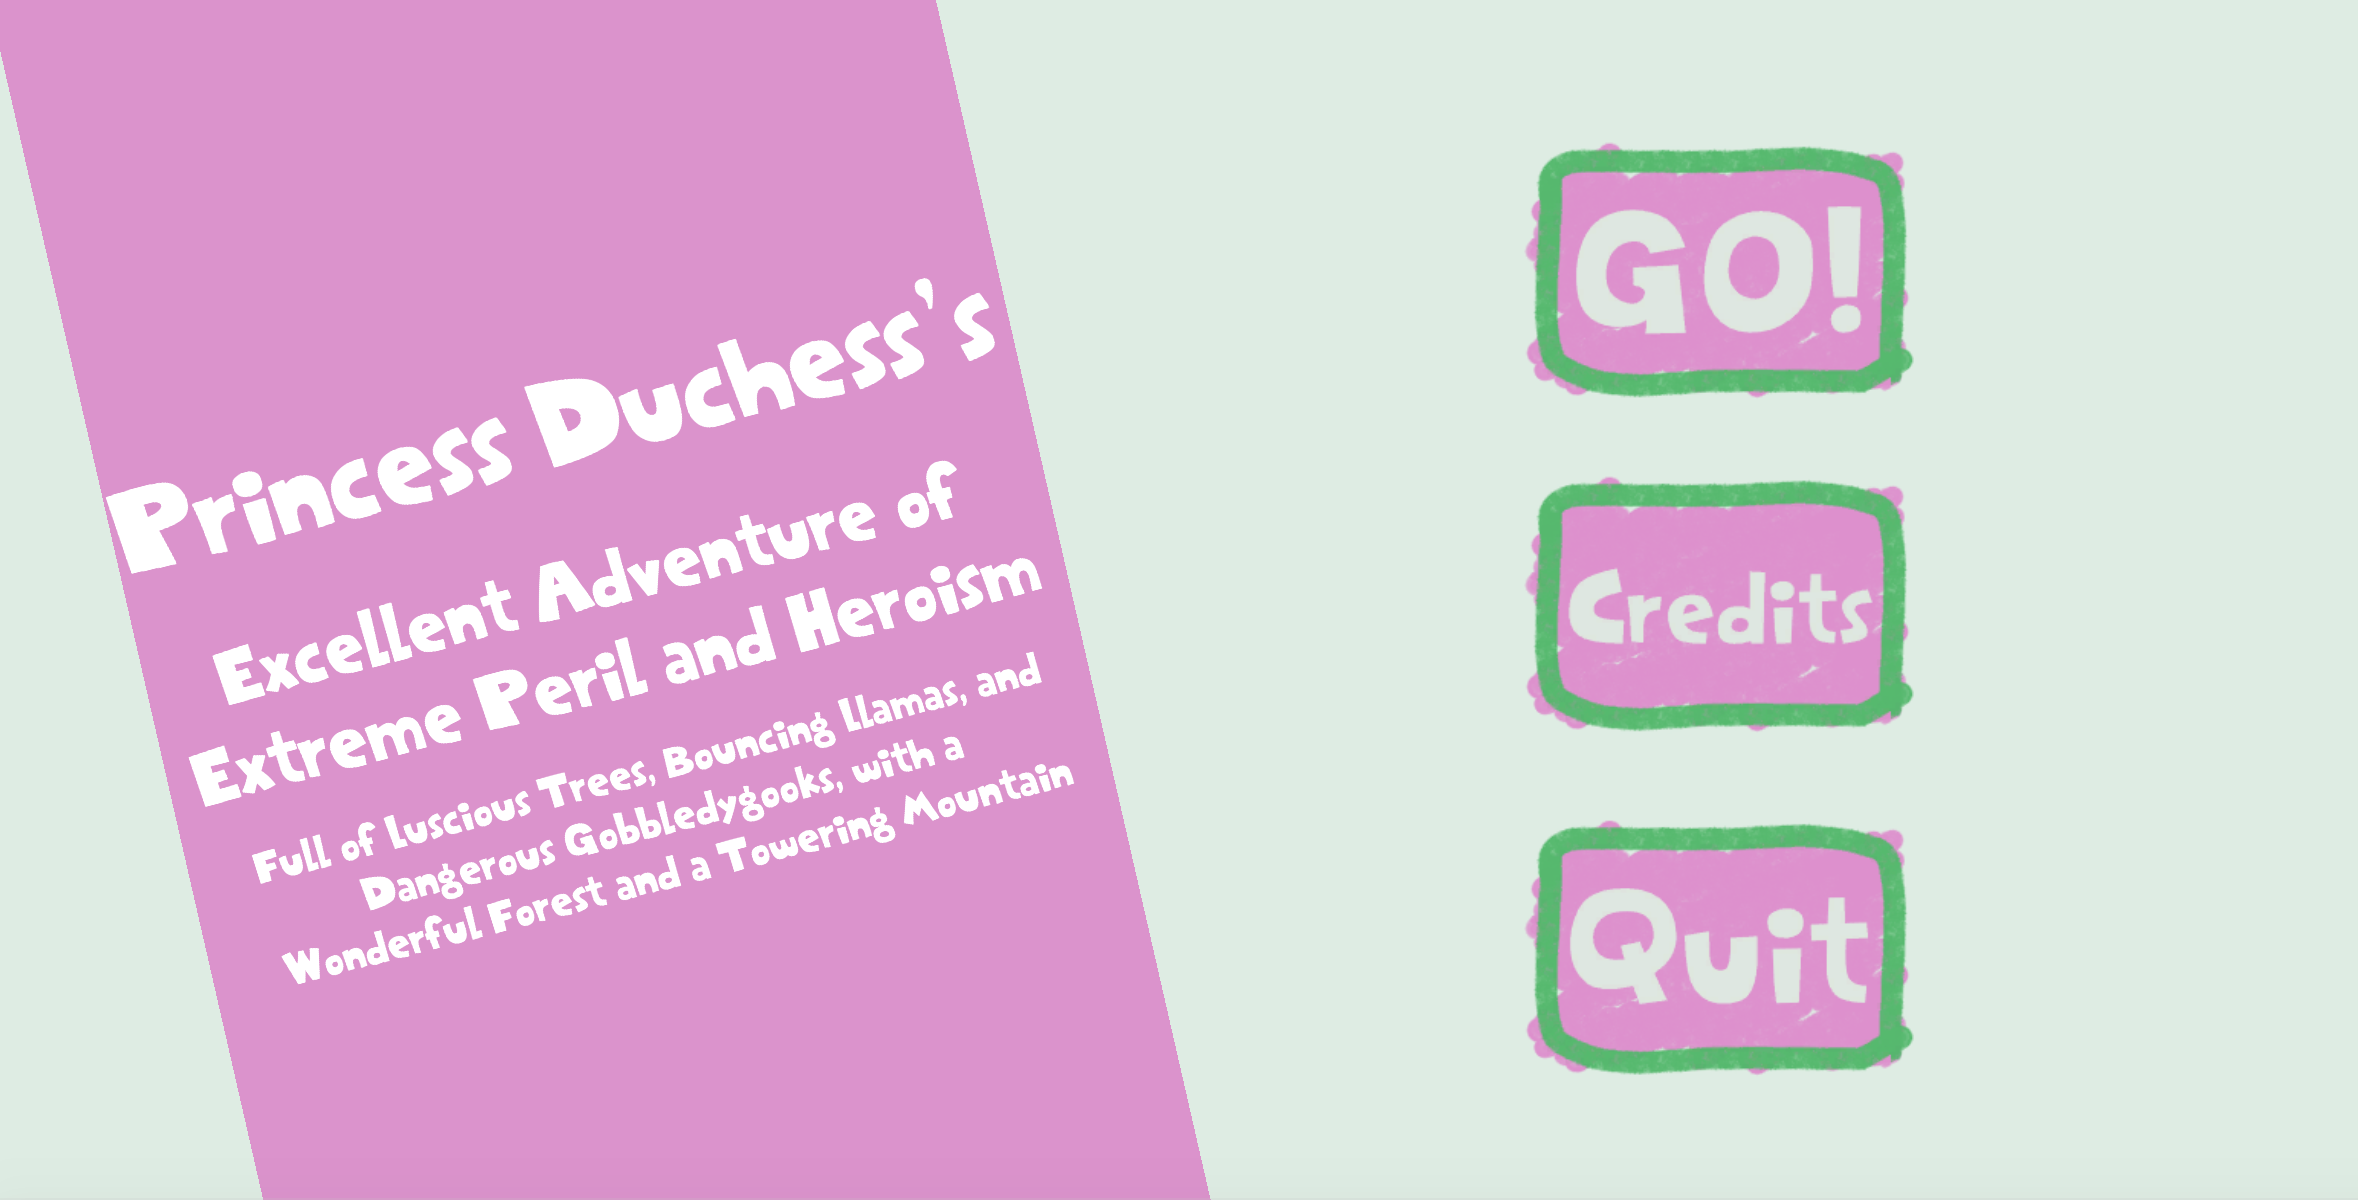 Princess Duchess's
Excellent Adventure of
Extreme Peril and Heroism
Full of Luscious Trees, Bouncing Llamas, and
Dangerous Gobbledygooks, with a
Wonderful Forest and a Towering Mountain
GO!
Credits
Quit